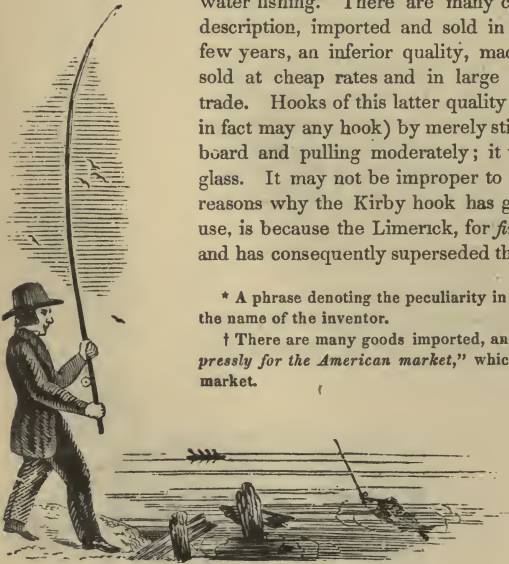 water fishing. There are many c
description, imported and sold in
few years, an inferior quality, mad
sold at cheap rates and in large
trade. Hooks of this latter quality
in fact may any hook) by merely sti
board and pulling moderately; it
glass. It may not be improper to
reasons why the Kirby hook has g
use, is because the Limerick, for fi
and has consequently superseded th
* A phrase denoting the peculiarity in
the name of the inventor.
† There are many goods imported, an
pressly for the American market," whic
market.